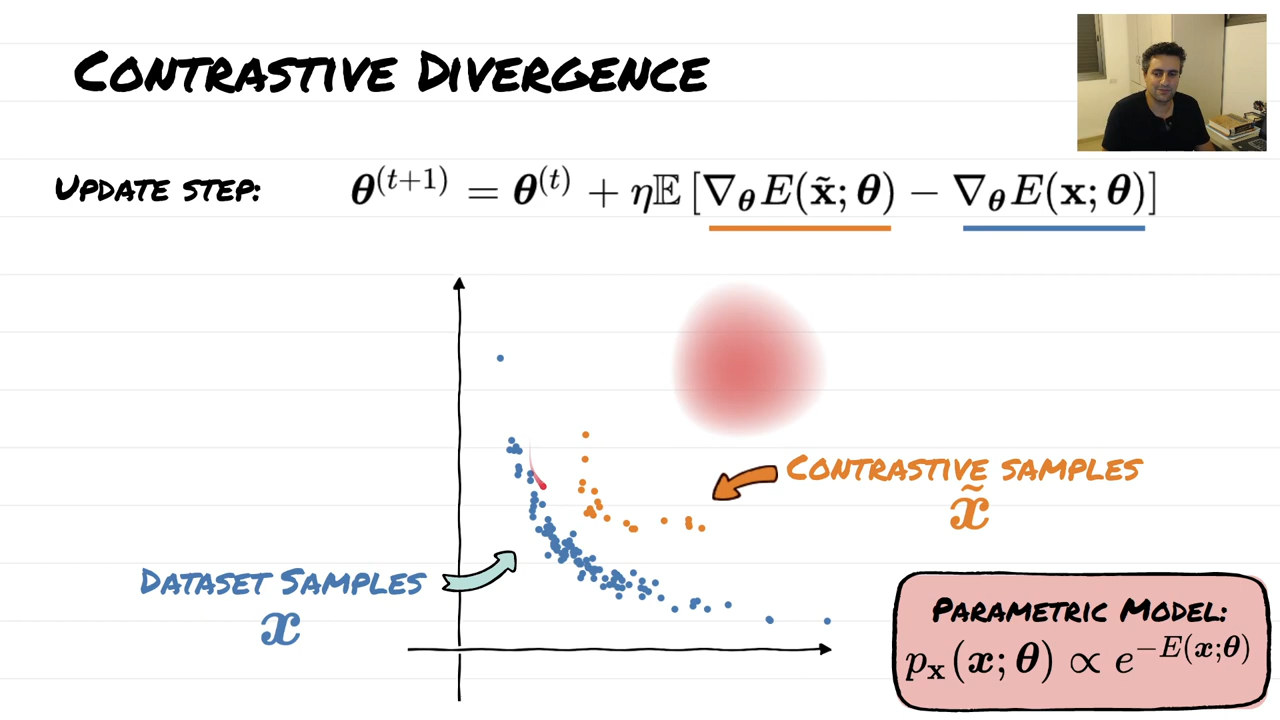 CONTRASTIVE DIVERGENCE
UPDATE STEP: 𝜽^{(t+1)} = 𝜽^{(t)} + η𝔼 [∇_𝜽 E(x̃; 𝜽) − ∇_𝜽 E(x; 𝜽)]
CONTRASTIVE SAMPLES
x̃
DATASET SAMPLES
x
PARAMETRIC MODEL:
p_x (x; 𝜽) ∝ e^{−E(x;𝜽)}